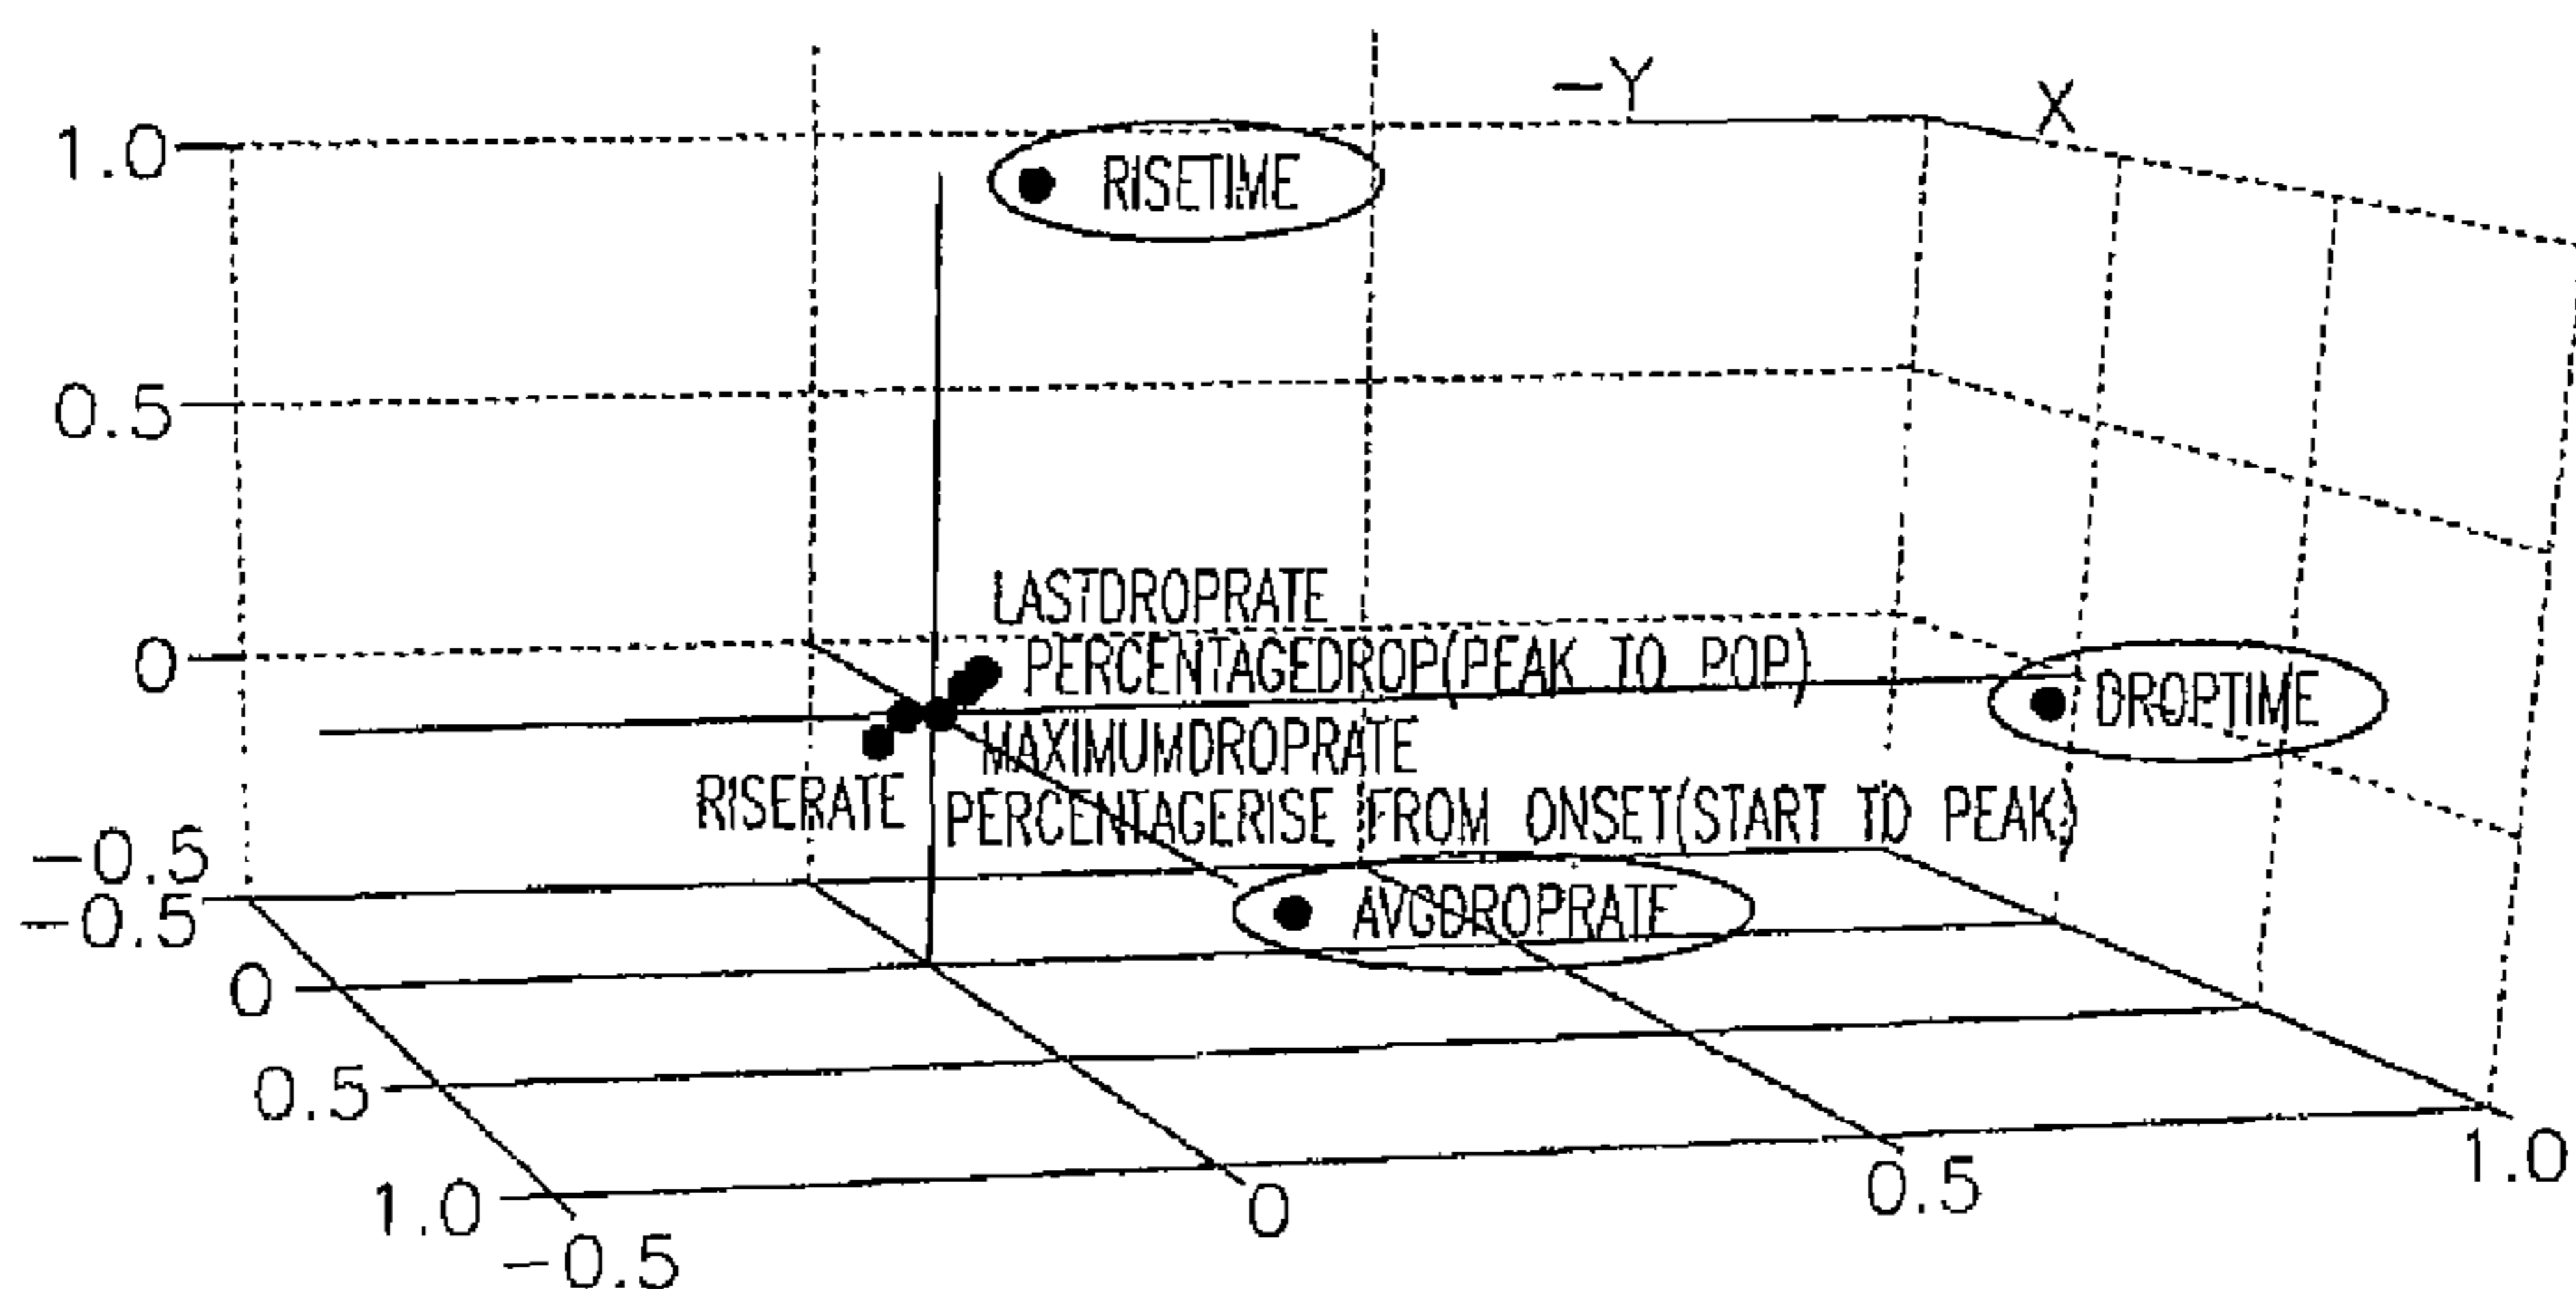 -Y
X
1.0
RISETIME
0.5
LASTDROPRATE
0
PERCENTAGEDROP(PEAK TO POP)
DROPTIME
MAXIMUMDROPRATE
RISERATE
PERCENTAGERISE FROM ONSET(START TO PEAK)
-0.5
-0.5
AVGDROPRATE
0
0.5
1.0
-0.5
0
0.5
1.0